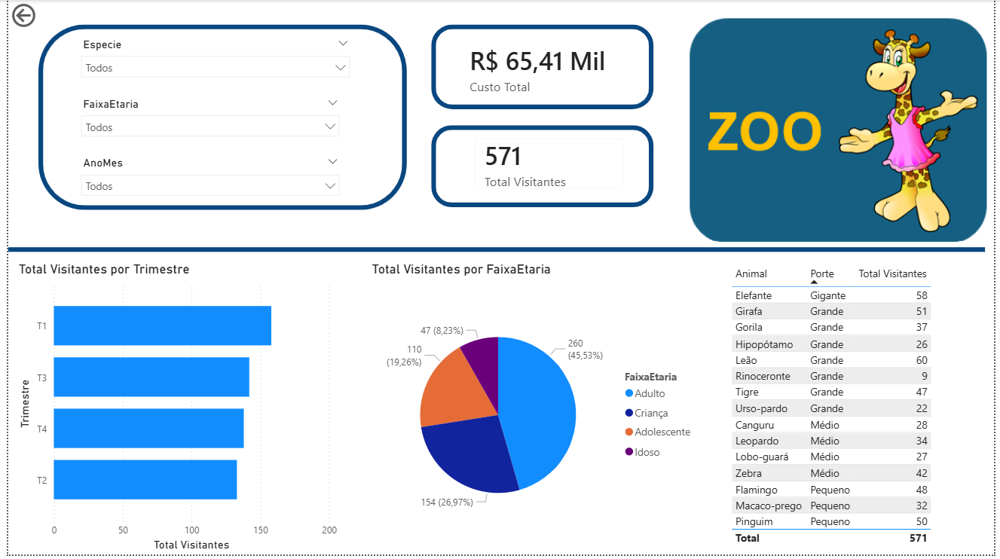 Especie
Todos
FaixaEtaria
Todos
AnoMes
Todos
R$ 65,41 Mil
Custo Total
571
Total Visitantes
ZOO
Total Visitantes por Trimestre
Trimestre
T1
T3
T4
T2
0 50 100 150 200
Total Visitantes
Total Visitantes por FaixaEtaria
47 (8,23%)
110
(19,26%)
260
(45,53%)
154 (26,97%)
FaixaEtaria
Adulto
Criança
Adolescente
Idoso
Animal Porte Total Visitantes
Elefante Gigante 58
Girafa Grande 51
Gorila Grande 37
Hipopótamo Grande 26
Leão Grande 60
Rinoceronte Grande 9
Tigre Grande 47
Urso-pardo Grande 22
Canguru Médio 28
Leopardo Médio 34
Lobo-guará Médio 27
Zebra Médio 42
Flamingo Pequeno 48
Macaco-prego Pequeno 32
Pinguim Pequeno 50
Total 571